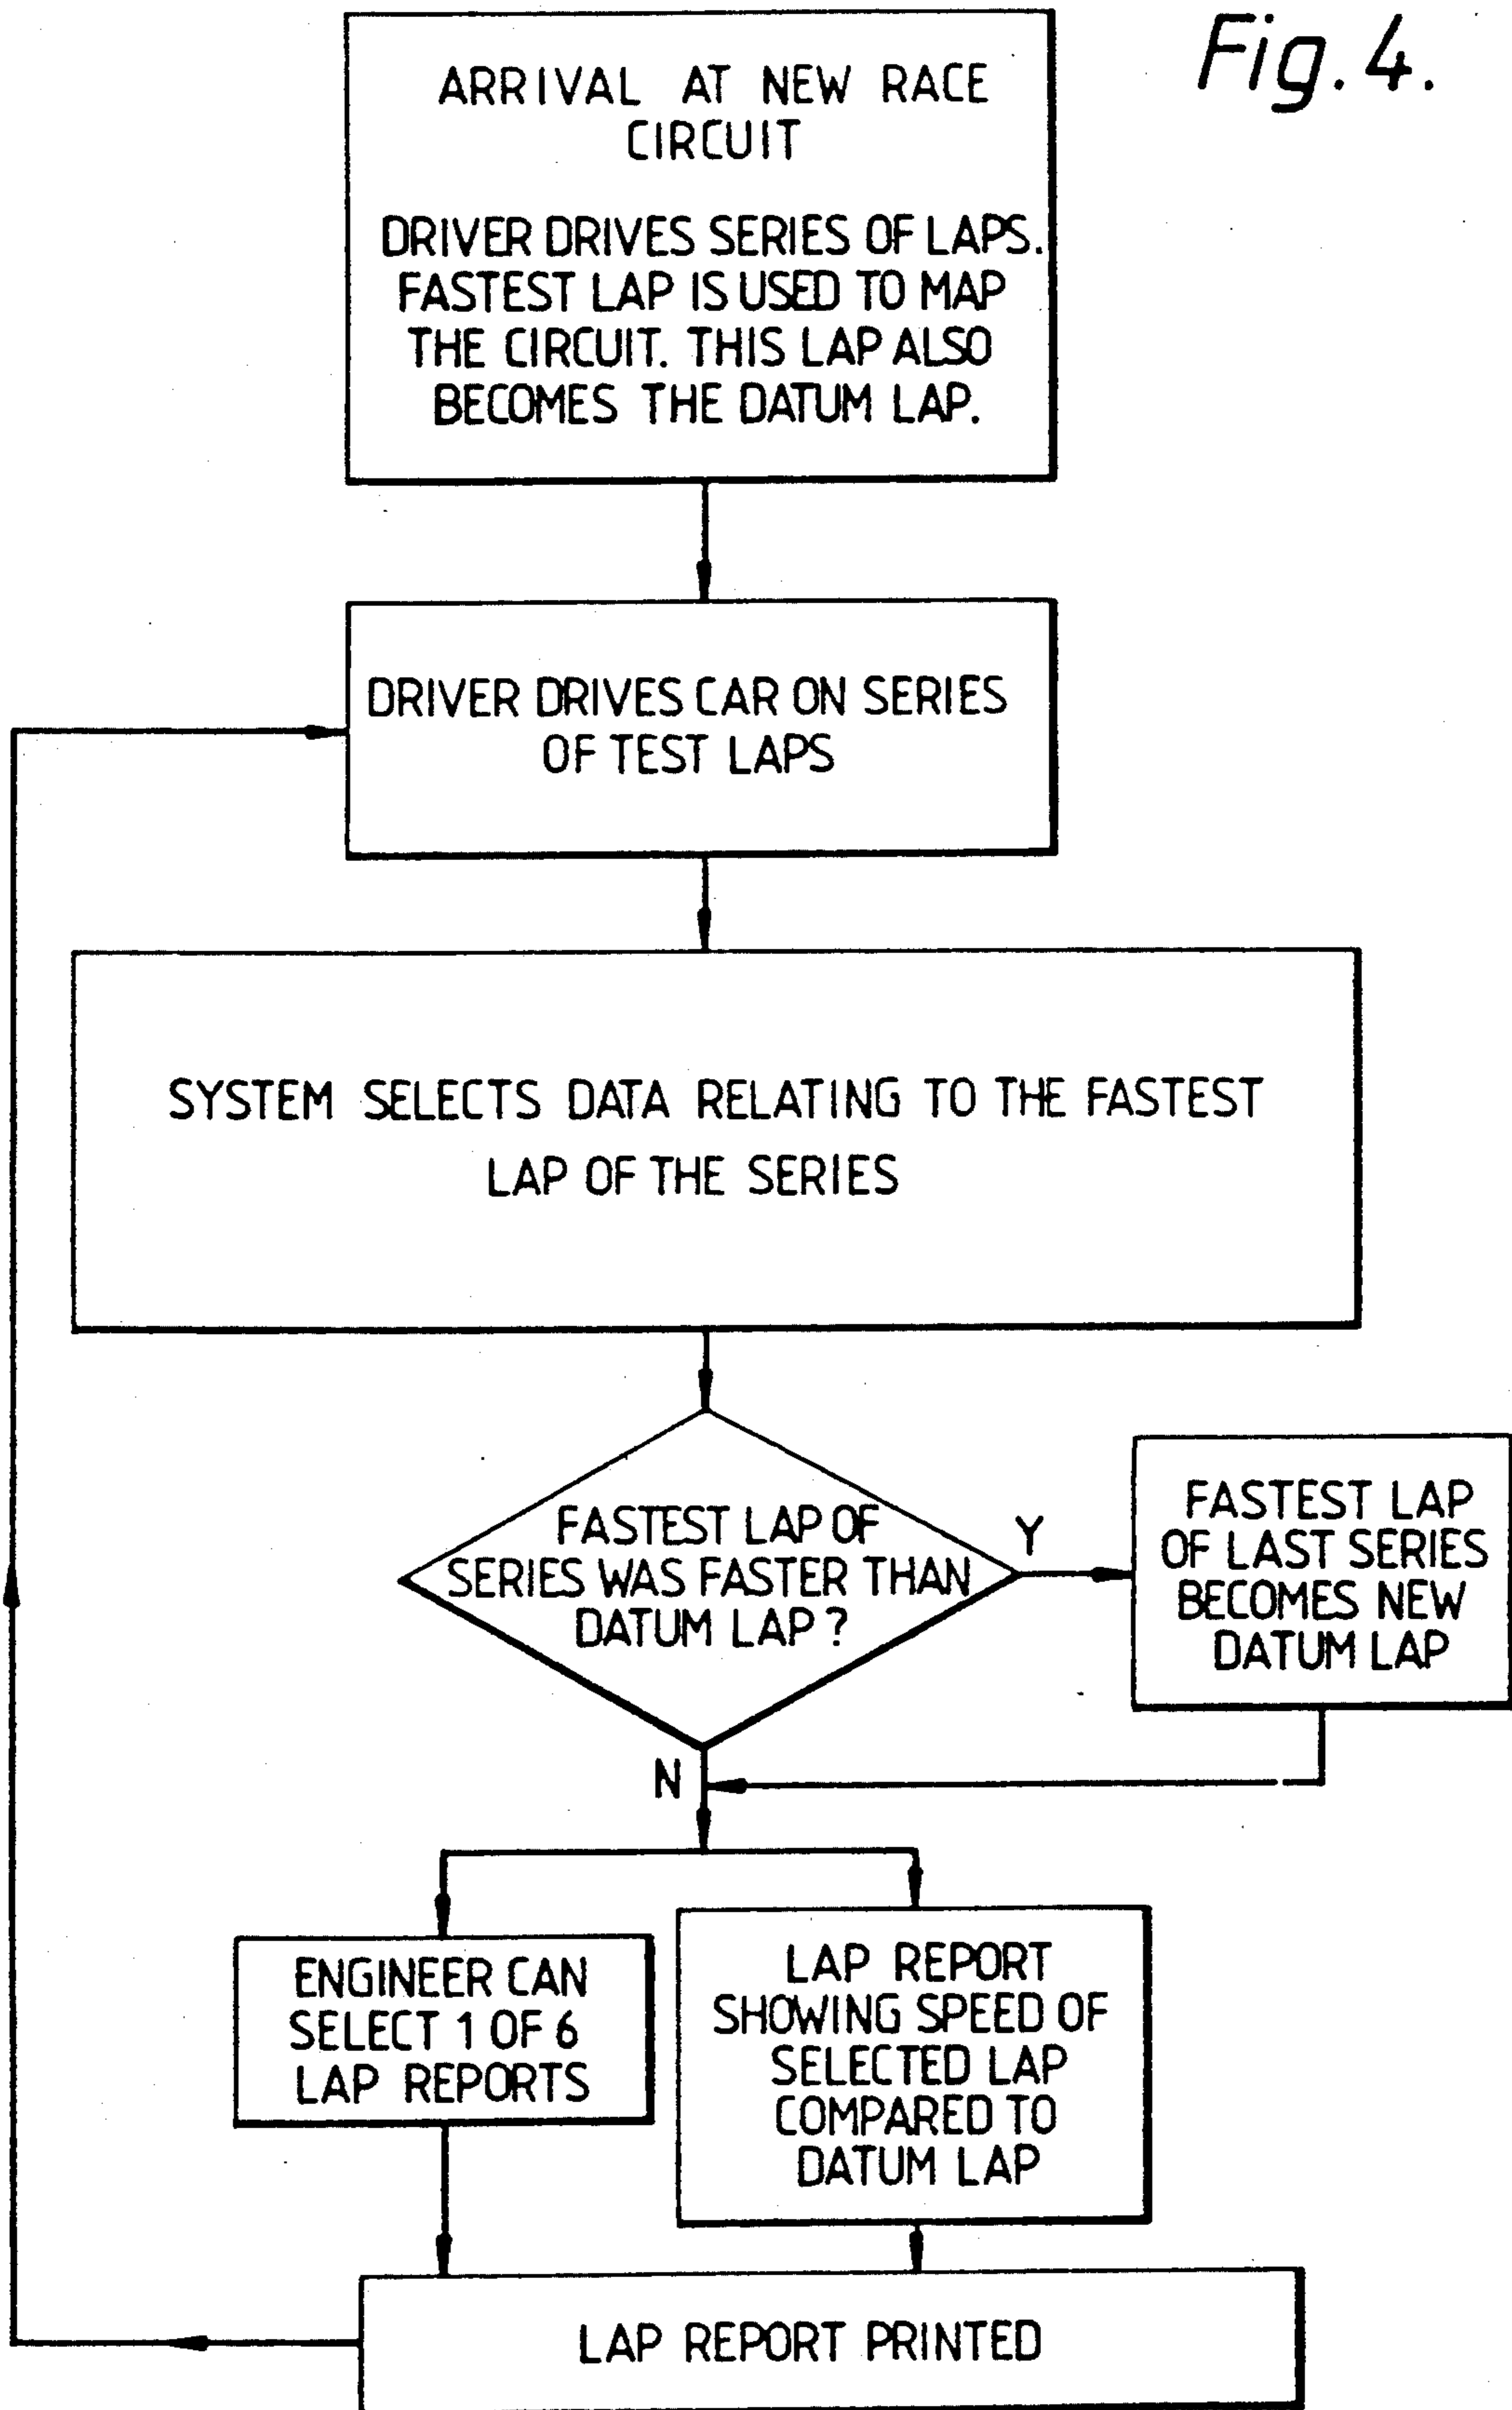 Fig. 4.
ARRIVAL AT NEW RACE
CIRCUIT
DRIVER DRIVES SERIES OF LAPS.
FASTEST LAP IS USED TO MAP
THE CIRCUIT. THIS LAP ALSO
BECOMES THE DATUM LAP.
DRIVER DRIVES CAR ON SERIES
OF TEST LAPS
SYSTEM SELECTS DATA RELATING TO THE FASTEST
LAP OF THE SERIES
FASTEST LAP OF
SERIES WAS FASTER THAN
DATUM LAP ?
Y
FASTEST LAP
OF LAST SERIES
BECOMES NEW
DATUM LAP
N
ENGINEER CAN
SELECT 1 OF 6
LAP REPORTS
LAP REPORT
SHOWING SPEED OF
SELECTED LAP
COMPARED TO
DATUM LAP
LAP REPORT PRINTED